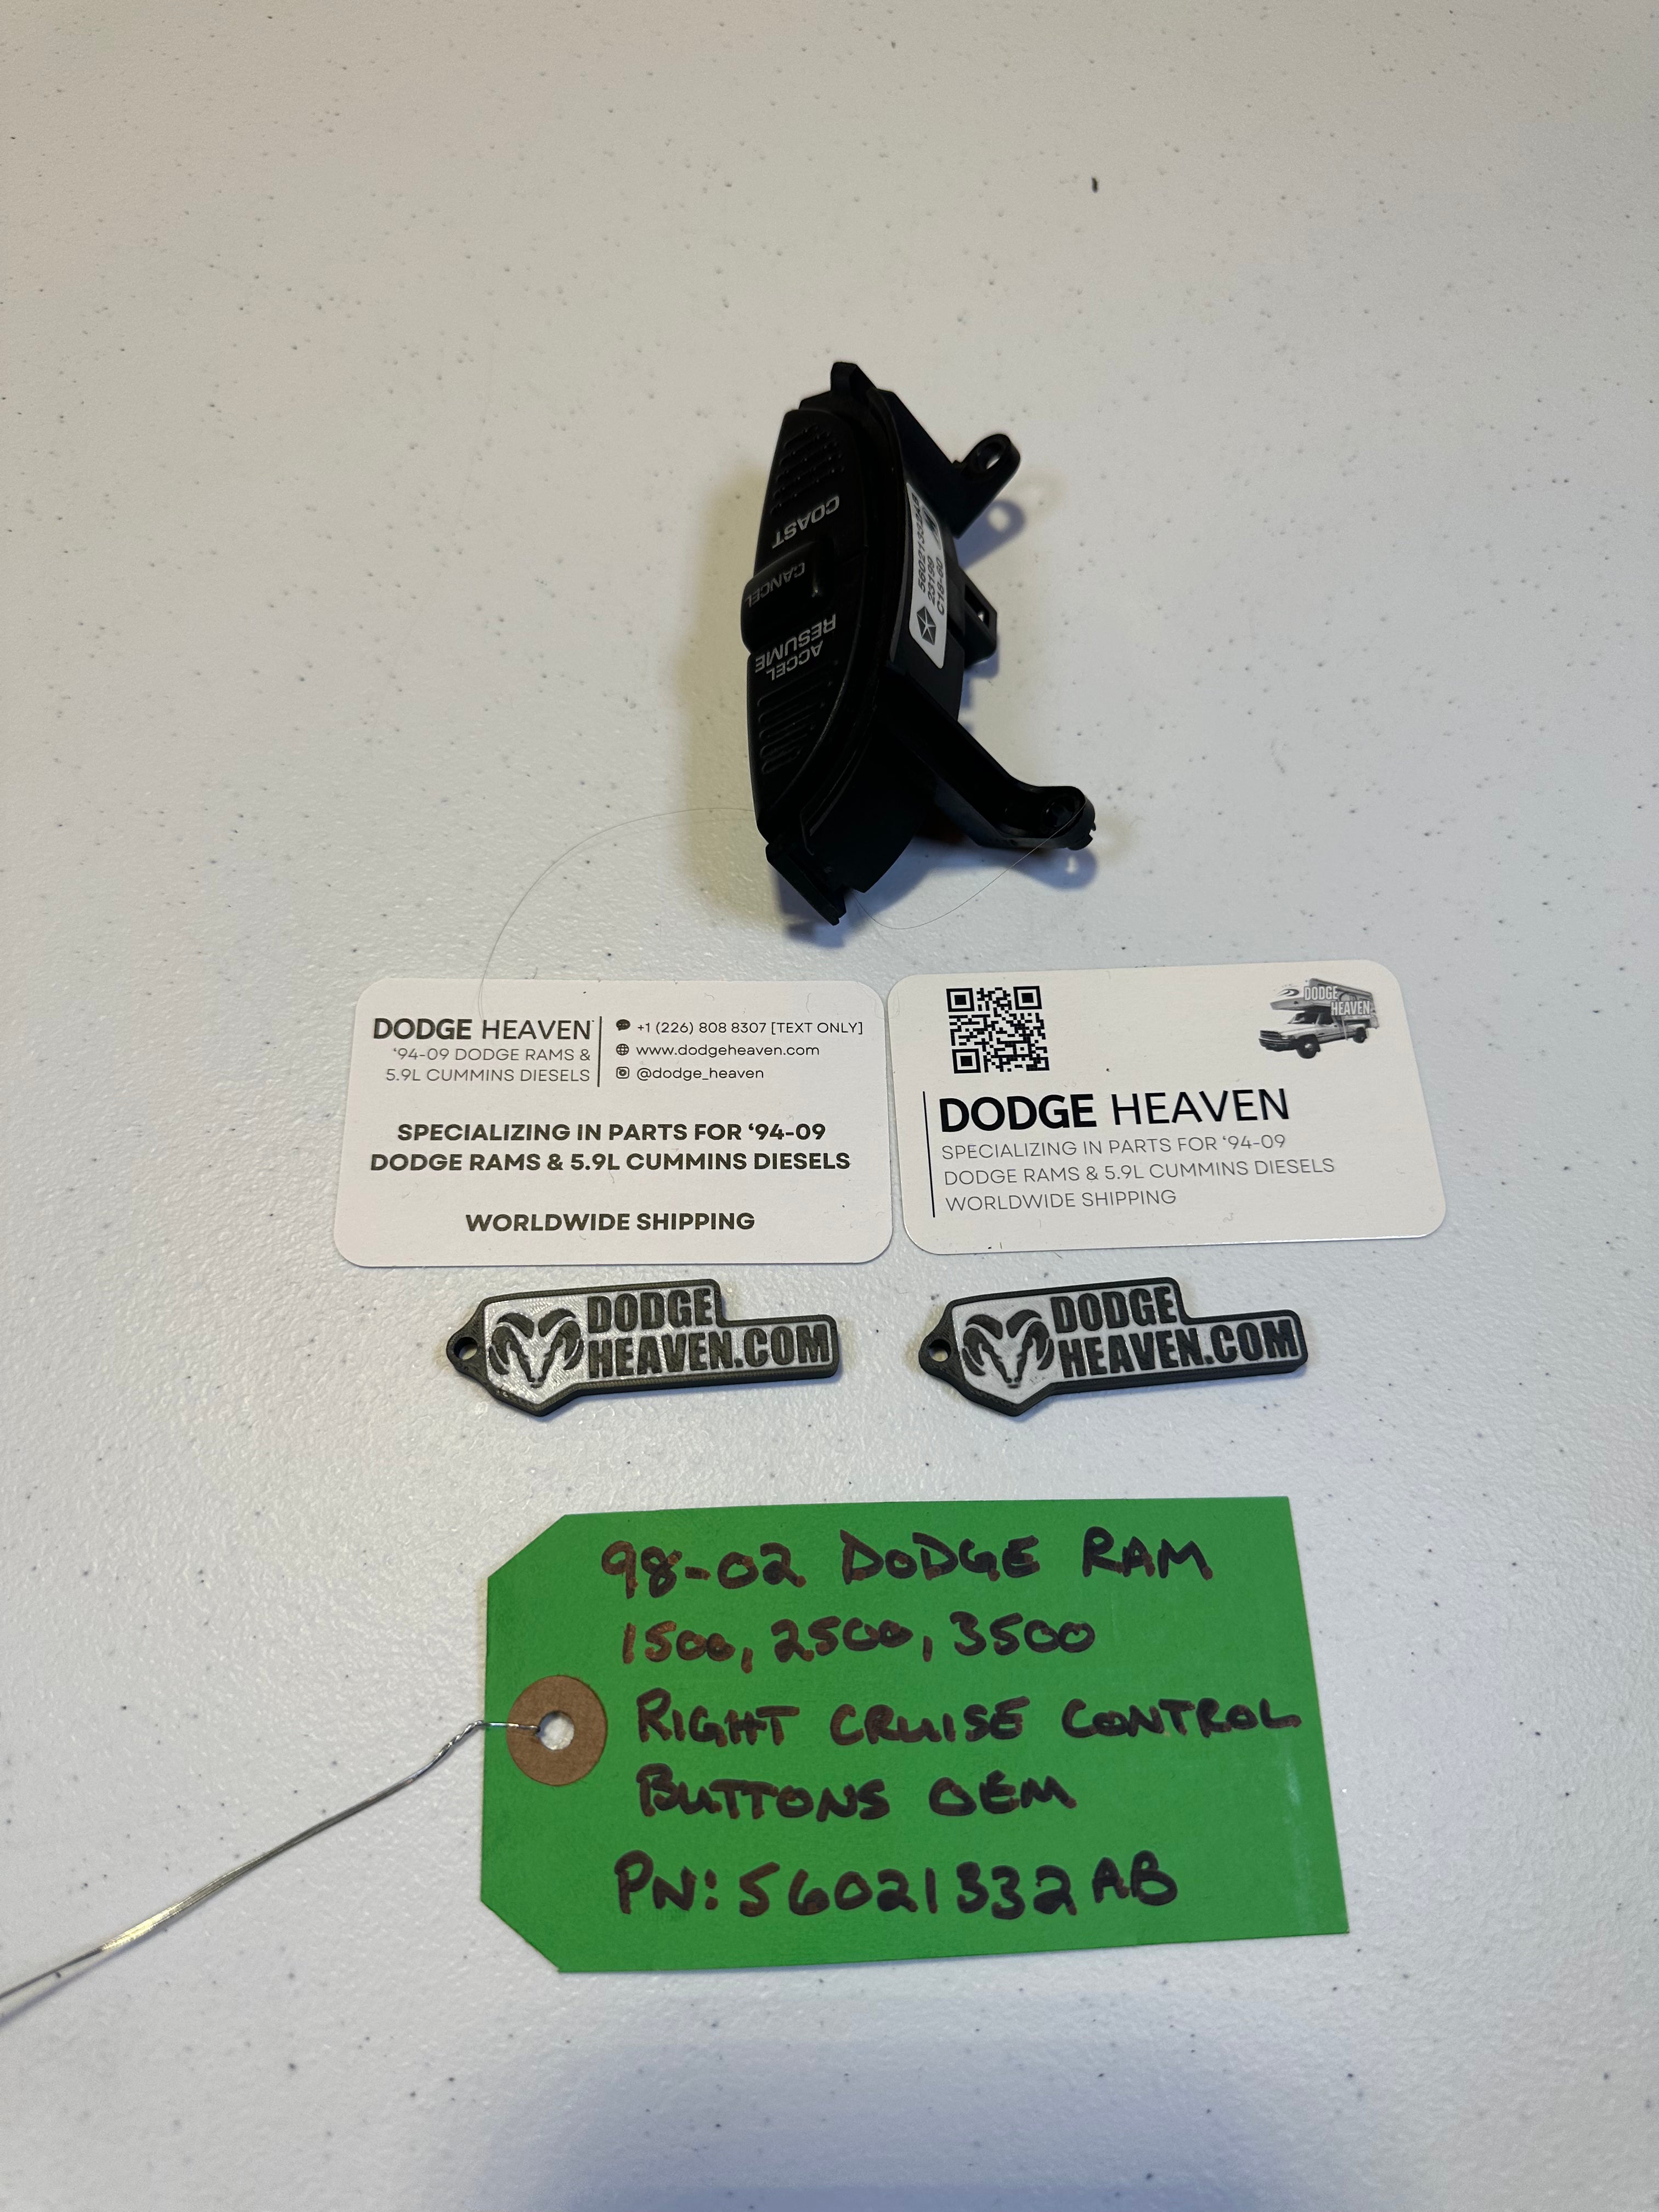 COAST
CANCEL
RESUME
ACCEL
56021332AB
23198
DODGE HEAVEN
'94-09 DODGE RAMS &
5.9L CUMMINS DIESELS
+1 (226) 808 8307 [TEXT ONLY]
www.dodgeheaven.com
@dodge_heaven
SPECIALIZING IN PARTS FOR '94-09
DODGE RAMS & 5.9L CUMMINS DIESELS
WORLDWIDE SHIPPING
DODGE
HEAVEN
DODGE HEAVEN
SPECIALIZING IN PARTS FOR '94-09
DODGE RAMS & 5.9L CUMMINS DIESELS
WORLDWIDE SHIPPING
DODGE
HEAVEN.COM
DODGE
HEAVEN.COM
98-02 DODGE RAM
1500, 2500, 3500
RIGHT CRUISE CONTROL
BUTTONS OEM
PN: 56021332AB